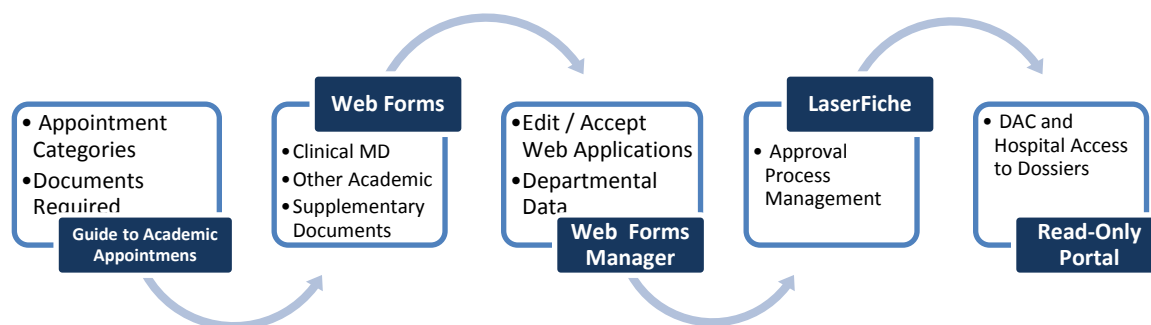 • Appointment
Categories
• Documents
Required
Guide to Academic
Appointmens
Web Forms
• Clinical MD
• Other Academic
• Supplementary
Documents
• Edit / Accept
Web Applications
• Departmental
Data
Web Forms
Manager
LaserFiche
• Approval
Process
Management
• DAC and
Hospital Access
to Dossiers
Read-Only
Portal